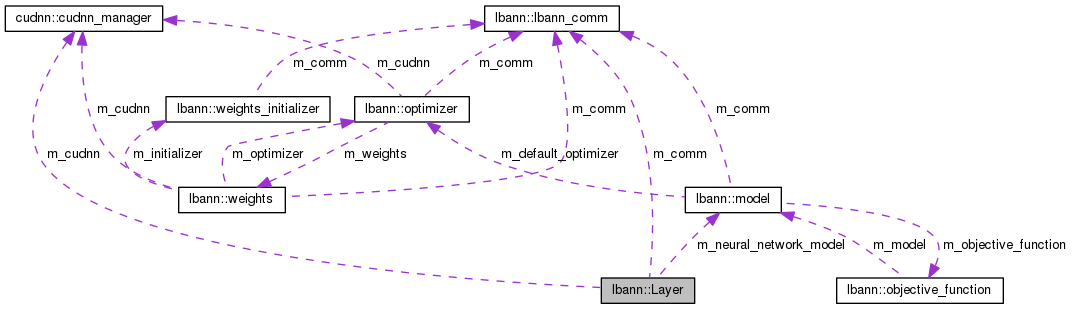 cudnn::cudnn_manager
lbann::lbann_comm
m_comm
m_cudnn
m_comm
m_cudnn
lbann::weights_initializer
lbann::optimizer
m_comm
m_comm
m_cudnn
m_initializer
m_optimizer
m_weights
m_default_optimizer
m_comm
lbann::weights
lbann::model
m_neural_network_model
m_model
m_objective_function
lbann::Layer
lbann::objective_function